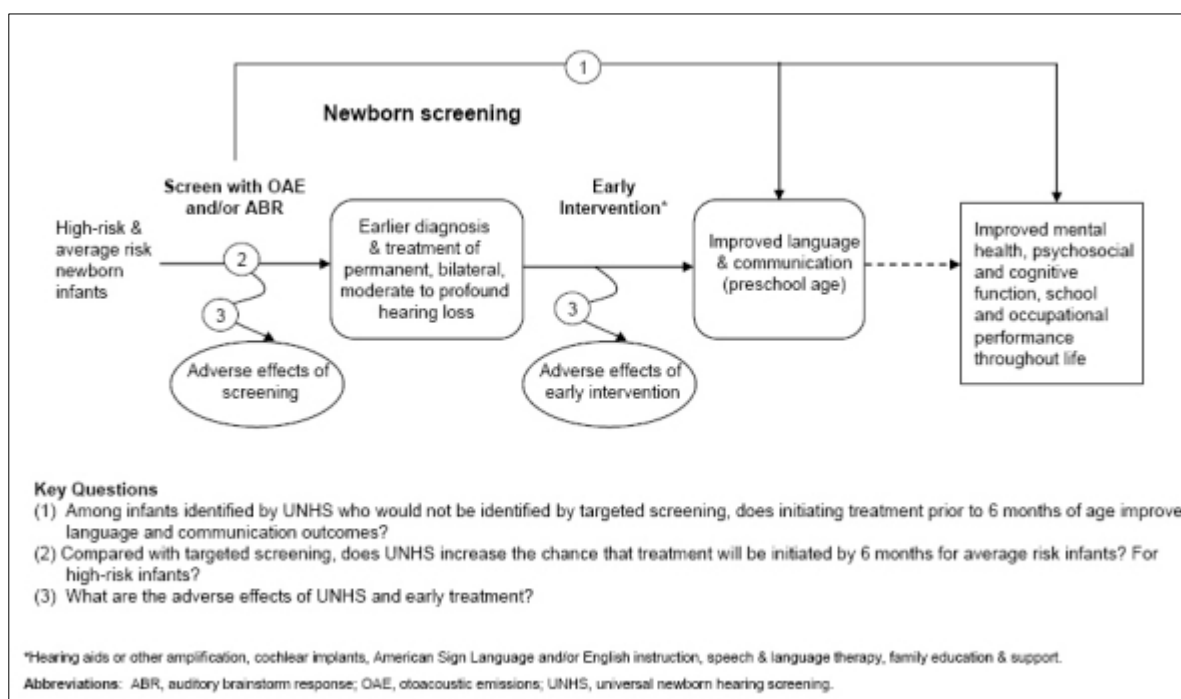 1
Newborn screening
Screen with OAE
and/or ABR
Early
Intervention*
High-risk &
average risk
newborn
infants
2
Earlier diagnosis
& treatment of
permanent, bilateral,
moderate to profound
hearing loss
Improved language
& communication
(preschool age)
Improved mental
health, psychosocial
and cognitive
function, school
and occupational
performance
throughout life
3
3
Adverse effects of
screening
Adverse effects of
early intervention
Key Questions
(1) Among infants identified by UNHS who would not be identified by targeted screening, does initiating treatment prior to 6 months of age improve
language and communication outcomes?
(2) Compared with targeted screening, does UNHS increase the chance that treatment will be initiated by 6 months for average risk infants? For
high-risk infants?
(3) What are the adverse effects of UNHS and early treatment?
*Hearing aids or other amplification, cochlear implants, American Sign Language and/or English instruction, speech & language therapy, family education & support.
Abbreviations: ABR, auditory brainstorm response; OAE, otoacoustic emissions; UNHS, universal newborn hearing screening.